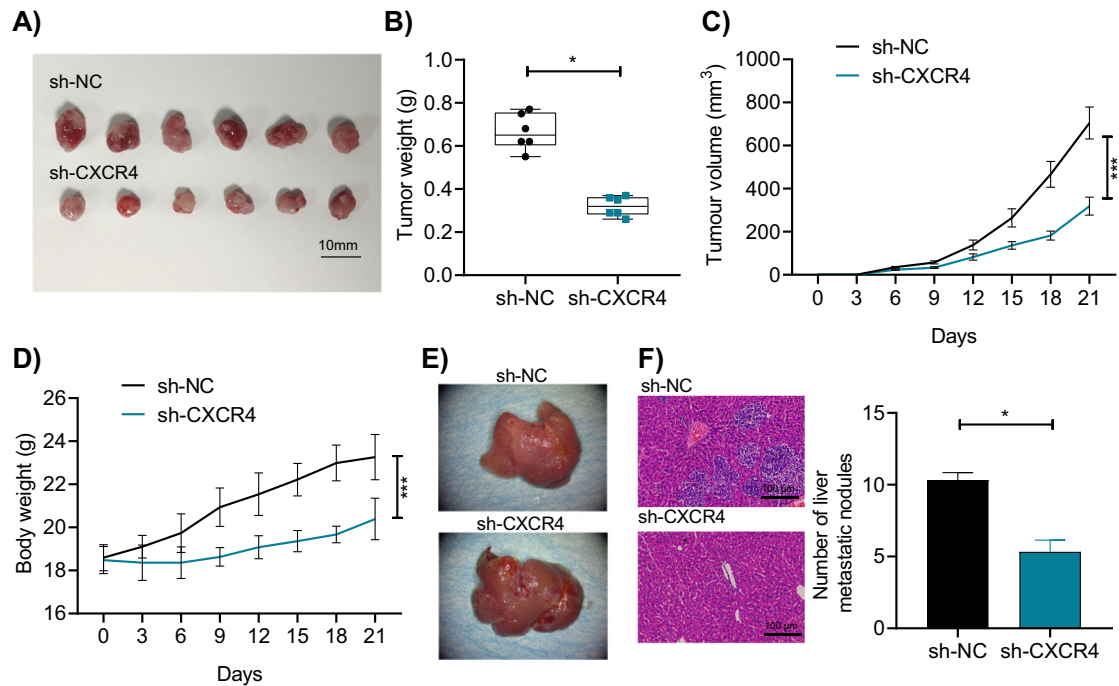 A)
sh-NC
sh-CXCR4
10mm
B)
*
Tumor weight (g)
1.0
0.8
0.6
0.4
0.2
0.0
sh-NC sh-CXCR4
C)
sh-NC
sh-CXCR4
Tumour volume (mm³)
1000
800
600
400
200
0
***
0 3 6 9 12 15 18 21
Days
D)
sh-NC
sh-CXCR4
Body weight (g)
26
24
22
20
18
16
***
0 3 6 9 12 15 18 21
Days
E)
sh-NC
sh-CXCR4
F)
sh-NC
100 μm
sh-CXCR4
100 μm
Number of liver
metastatic nodules
15
10
5
0
*
sh-NC sh-CXCR4